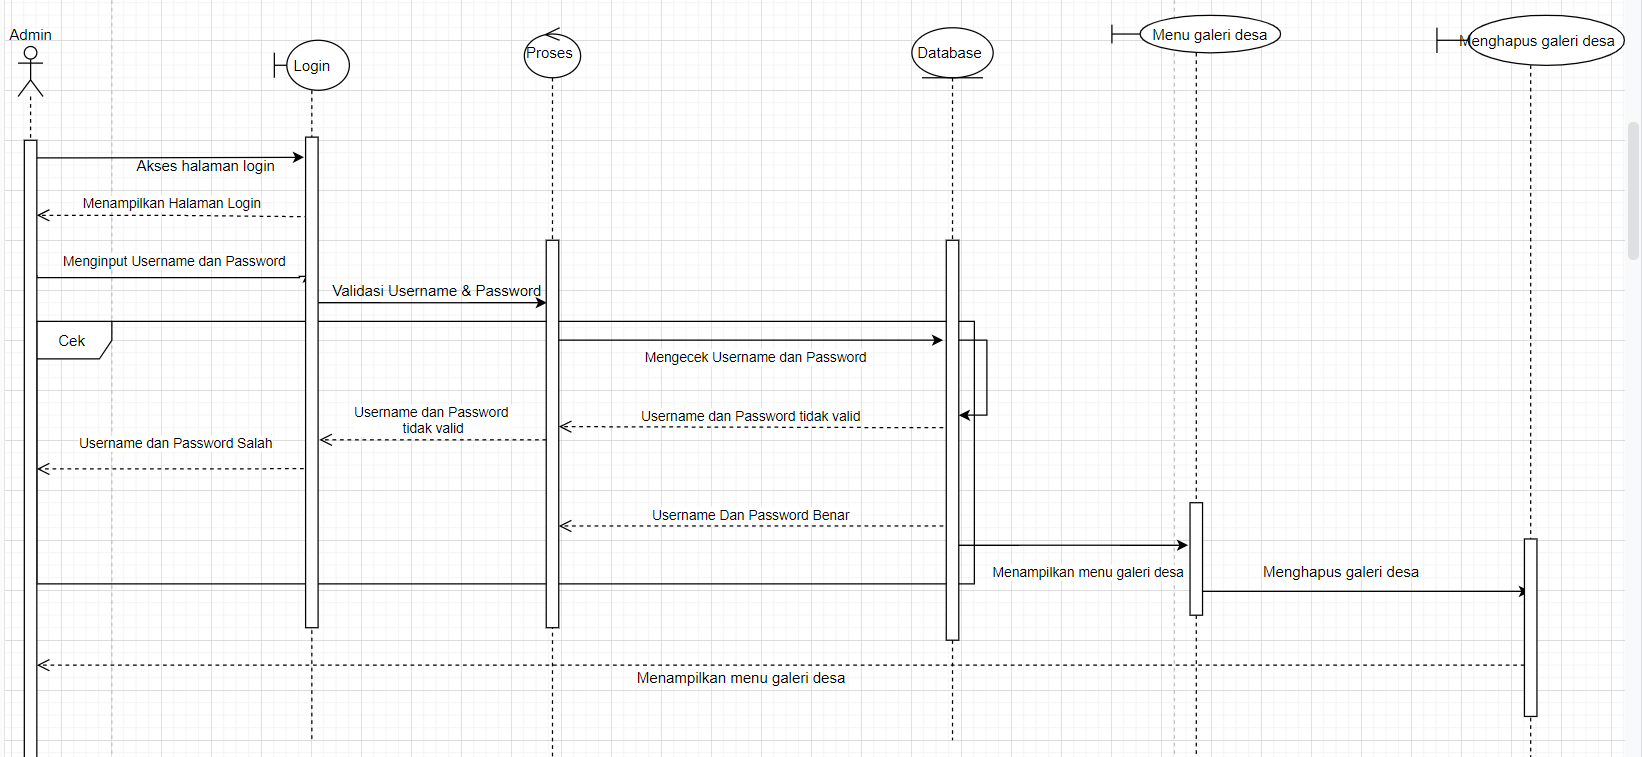 Admin
Login
Proses
Database
Menu galeri desa
Menghapus galeri desa
Akses halaman login
Menampilkan Halaman Login
Menginput Username dan Password
Validasi Username & Password
Cek
Mengecek Username dan Password
Username dan Password tidak valid
Username dan Password
tidak valid
Username dan Password Salah
Username Dan Password Benar
Menampilkan menu galeri desa
Menghapus galeri desa
Menampilkan menu galeri desa